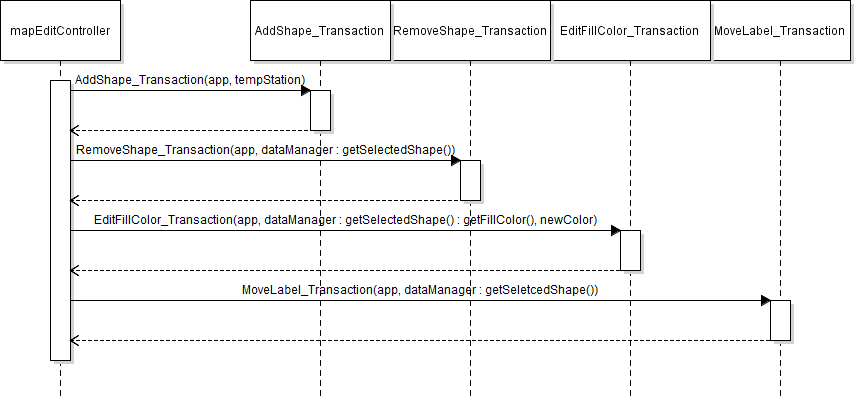 mapEditController
AddShape_Transaction
RemoveShape_Transaction
EditFillColor_Transaction
MoveLabel_Transaction
AddShape_Transaction(app, tempStation)
RemoveShape_Transaction(app, dataManager : getSelectedShape())
EditFillColor_Transaction(app, dataManager : getSelectedShape() : getFillColor(), newColor)
MoveLabel_Transaction(app, dataManager : getSeletcedShape())